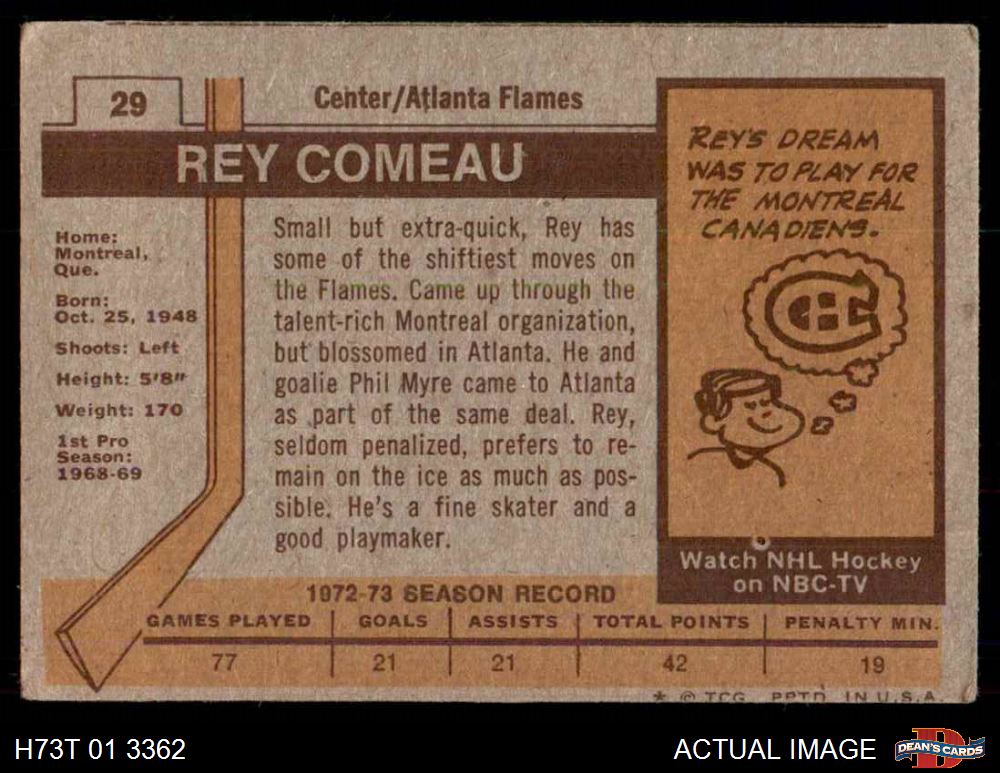 29
Center/Atlanta Flames
REY COMEAU
Home:
Montreal,
Que.
Born:
Oct. 25, 1948
Shoots: Left
Height: 5'8"
Weight: 170
1st Pro
Season:
1968-69
Small but extra-quick, Rey has
some of the shiftiest moves on
the Flames. Came up through the
talent-rich Montreal organization,
but blossomed in Atlanta. He and
goalie Phil Myre came to Atlanta
as part of the same deal. Rey,
seldom penalized, prefers to re-
main on the ice as much as pos-
sible. He's a fine skater and a
good playmaker.
REY'S DREAM
WAS TO PLAY FOR
THE MONTREAL
CANADIENS.
CH
Watch NHL Hockey
on NBC-TV
1972-73 SEASON RECORD
GAMES PLAYED GOALS ASSISTS TOTAL POINTS PENALTY MIN.
77 21 21 42 19
* © TCG PRTD IN U.S.A.
H73T 01 3362
ACTUAL IMAGE
D
DEAN'S CARDS